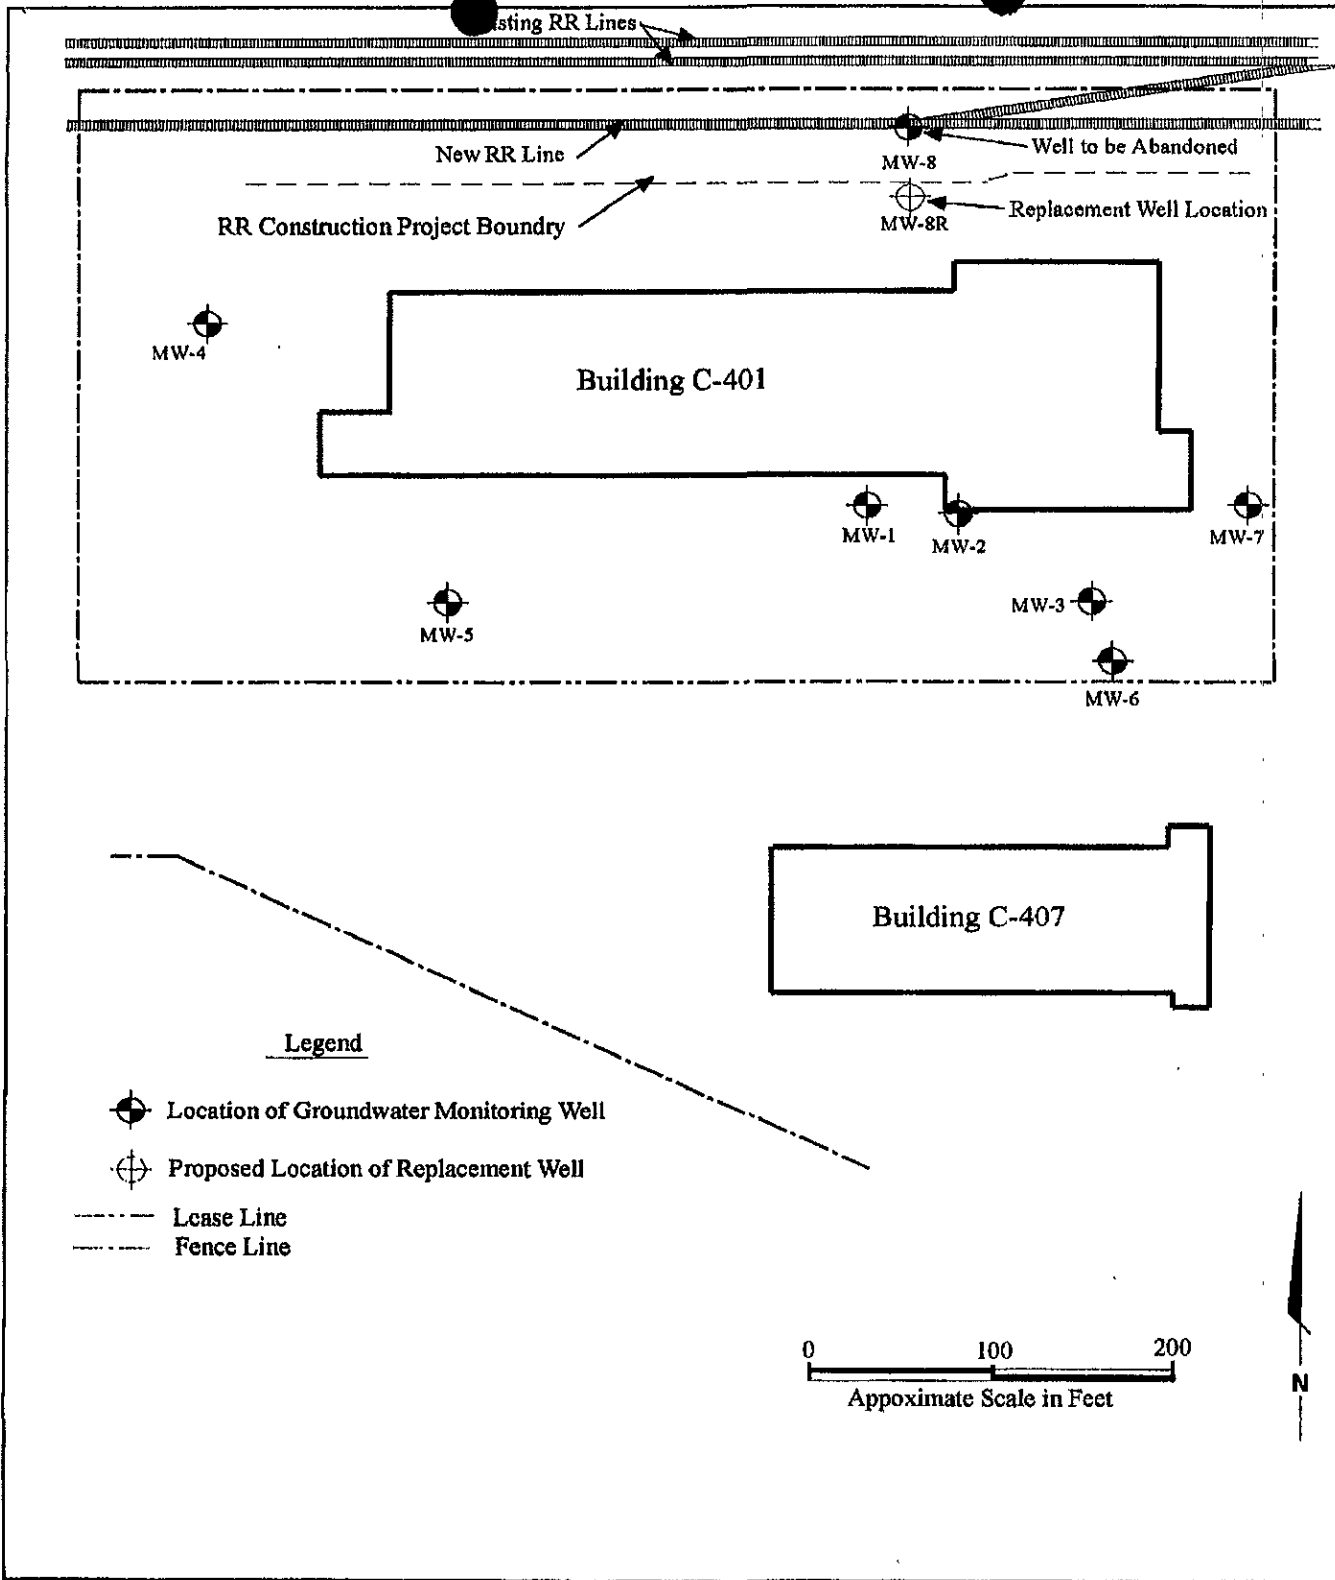 sting RR Lines
New RR Line
MW-8
Well to be Abandoned
RR Construction Project Boundry
MW-8R
Replacement Well Location
MW-4
Building C-401
MW-1
MW-2
MW-7
MW-3
MW-5
MW-6
Building C-407
Legend
Location of Groundwater Monitoring Well
Proposed Location of Replacement Well
Lease Line
Fence Line
0 100 200
Appoximate Scale in Feet
N